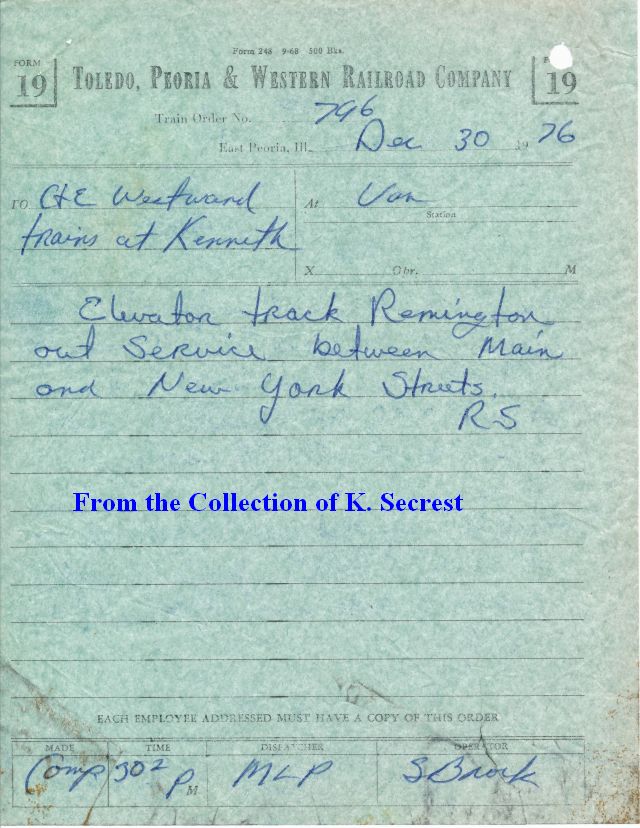 Form 248 9-68 500 Bks.
FORM 19 TOLEDO, PEORIA & WESTERN RAILROAD COMPANY 19
Train Order No. 796
East Peoria, Ill. Dec 30 1976
TO C&E Westward At Van
Station
trains at Kenneth
X Opr. M
Elevator track Remington
out Service between Main
and New York Streets.
RS
From the Collection of K. Secrest
EACH EMPLOYEE ADDRESSED MUST HAVE A COPY OF THIS ORDER
MADE TIME DISPATCHER OPERATOR
Comp 302 P M MLP S Brock